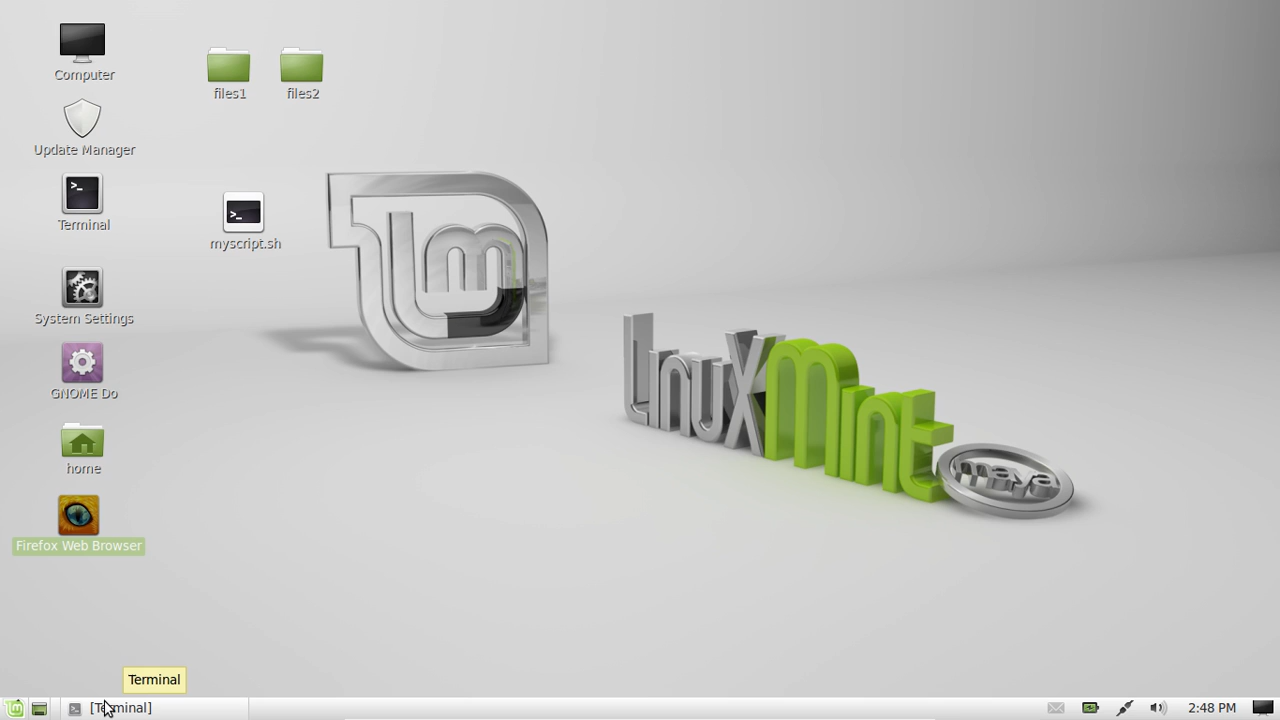 Computer
files1
files2
Update Manager
Terminal
myscript.sh
System Settings
GNOME Do
home
Firefox Web Browser
LinuxMint
maya
Terminal
[Terminal]
2:48 PM